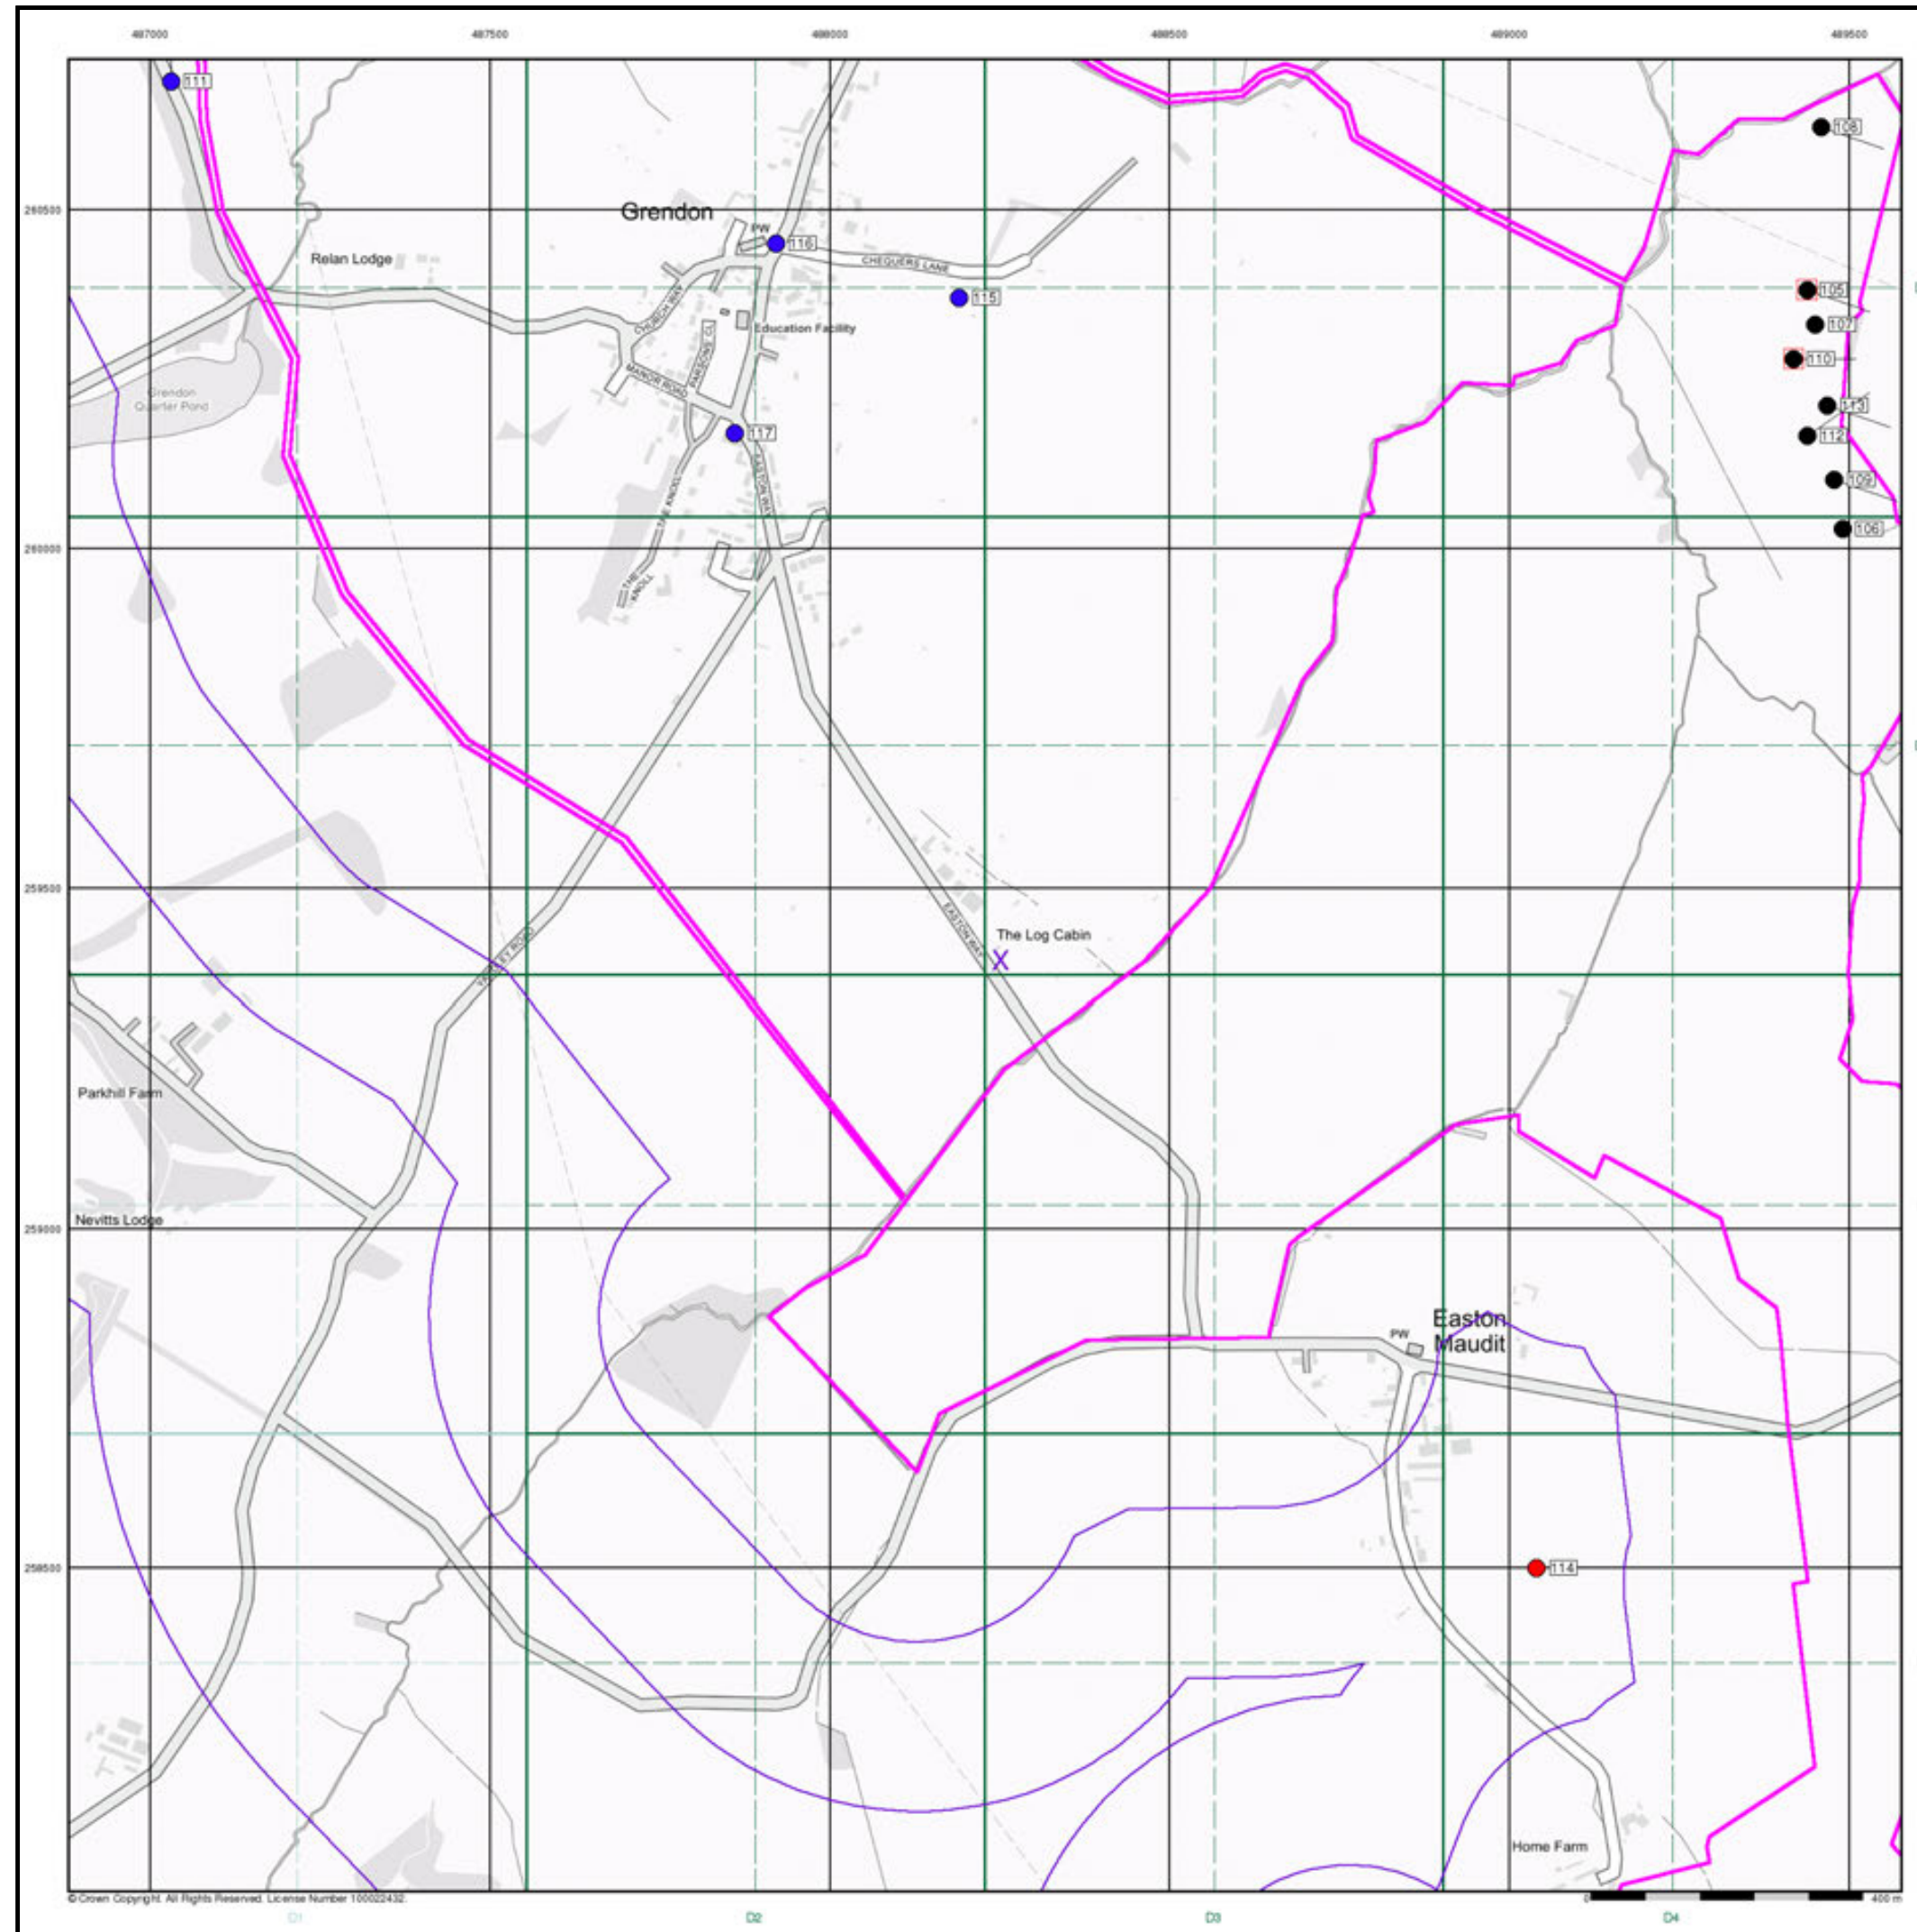 487000
487500
488000
488500
489000
489500
111
108
260500
Grendon
PW
116
Relan Lodge
CHEQUERS LANE
105
115
CHURCH WAY
107
Education Facility
PARSONS CL
110
MANOR ROAD
Grendon
Quarter Pond
113
117
112
EASTON WAY
109
THE KNOLL
106
260000
THE
KNOLL
259500
EASTON WAY
The Log Cabin
X
YARDLEY ROAD
Parkhill Farm
Nevitts Lodge
259000
Easton
Maudit
PW
258500
114
Home Farm
© Crown Copyright. All Rights Reserved. License Number 100022432.
0
400 m
D1
D2
D3
D4